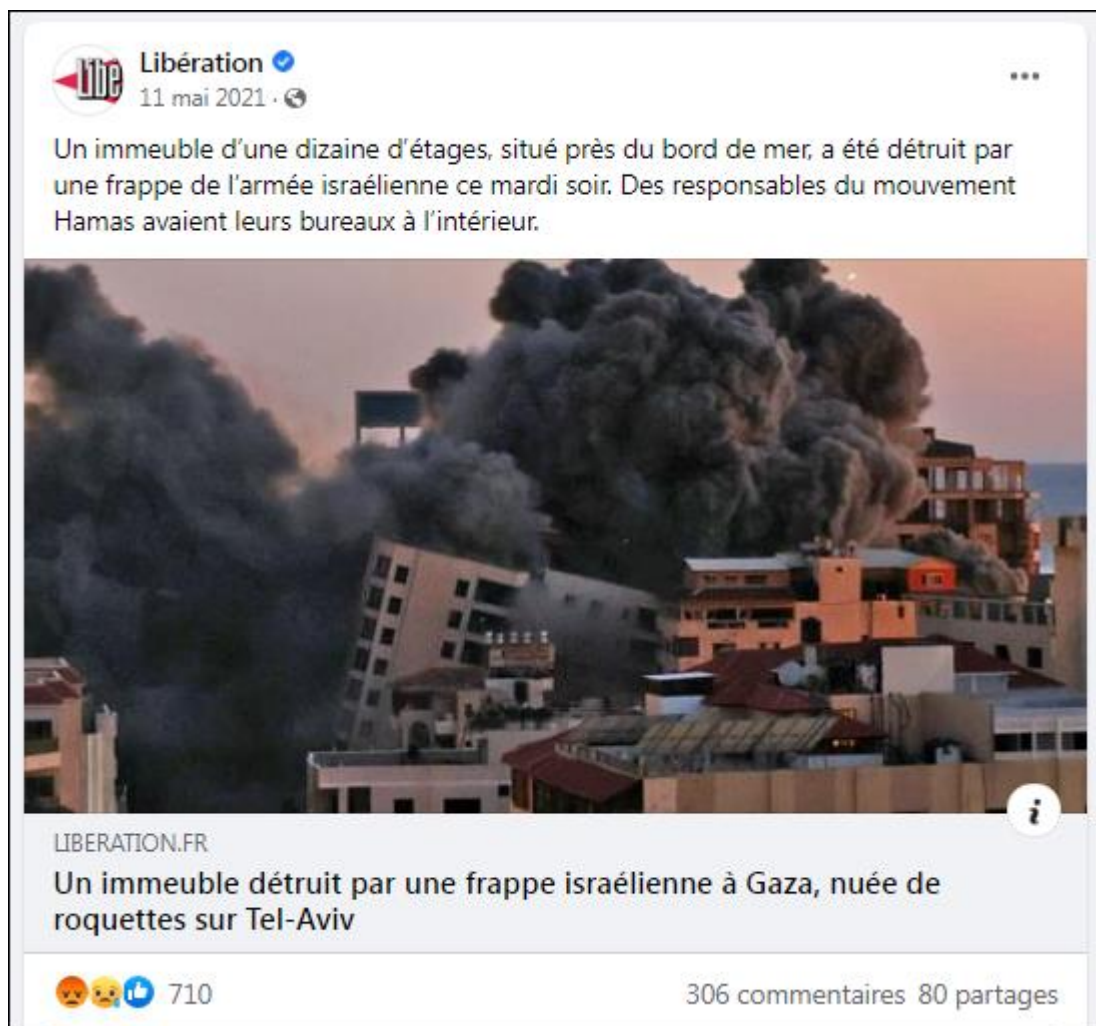 Libé
Libération
11 mai 2021 ·
Un immeuble d'une dizaine d'étages, situé près du bord de mer, a été détruit par
une frappe de l'armée israélienne ce mardi soir. Des responsables du mouvement
Hamas avaient leurs bureaux à l'intérieur.
i
LIBERATION.FR
Un immeuble détruit par une frappe israélienne à Gaza, nuée de
roquettes sur Tel-Aviv
710
306 commentaires 80 partages